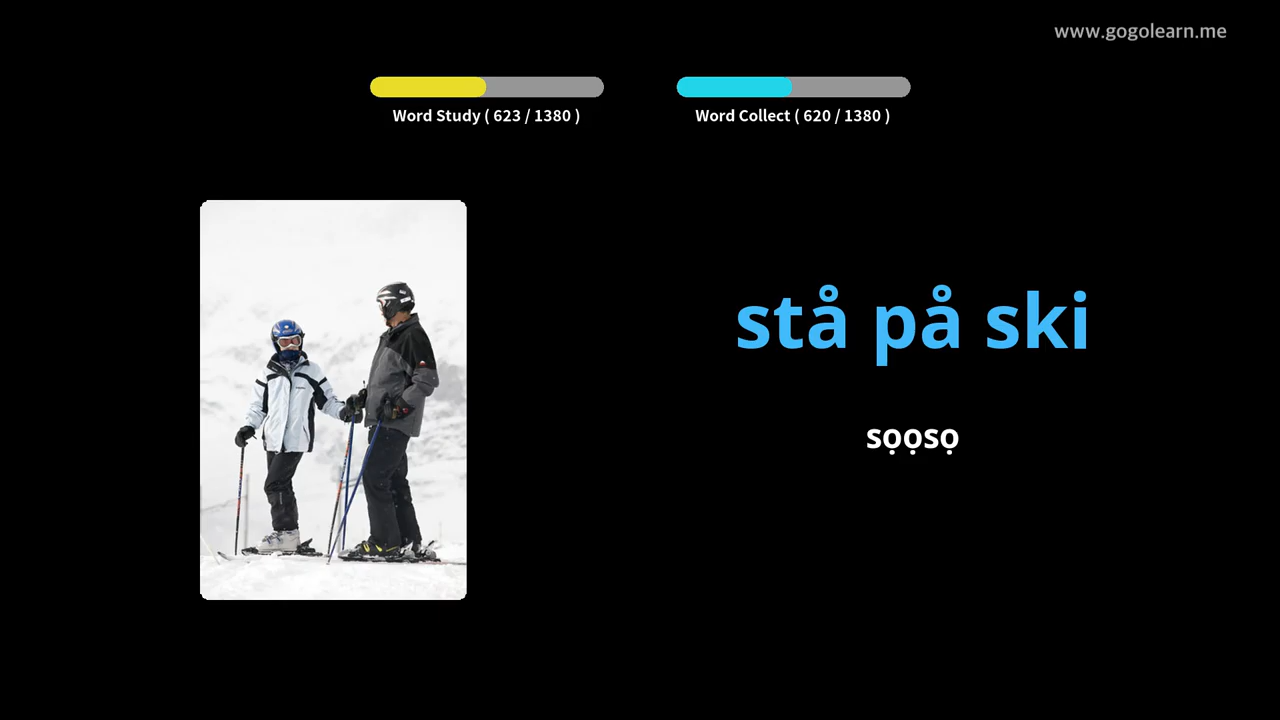 www.gogolearn.me
Word Study ( 623 / 1380 )
Word Collect ( 620 / 1380 )
stå på ski
sọọsọ